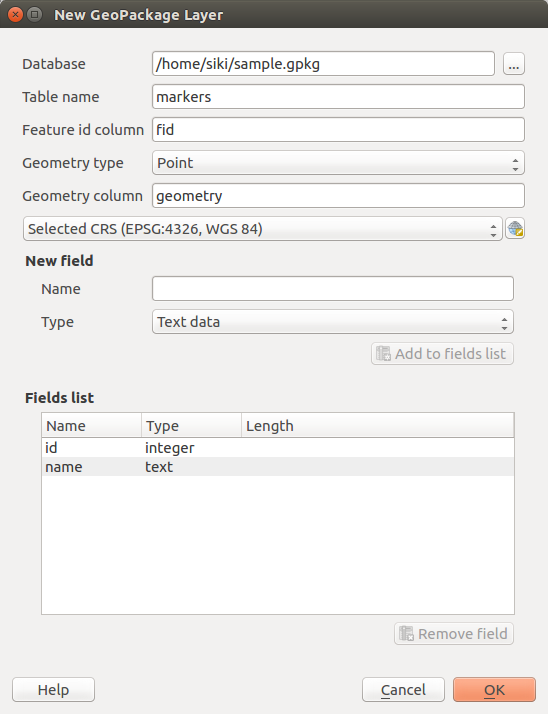 New GeoPackage Layer
Database /home/siki/sample.gpkg ...
Table name markers
Feature id column fid
Geometry type Point
Geometry column geometry
Selected CRS (EPSG:4326, WGS 84)
New field
Name
Type Text data
Add to fields list
Fields list
Name Type Length
id integer
name text
Remove field
Help Cancel OK